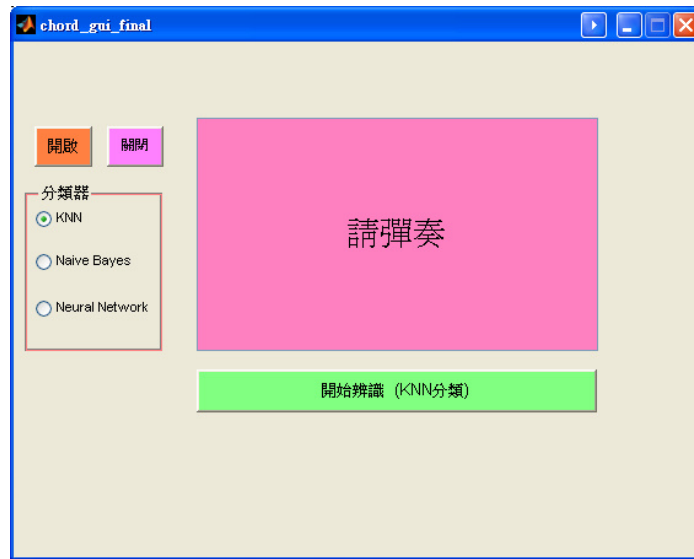 chord_gui_final
開啟
關閉
分類器
KNN
Naive Bayes
Neural Network
請彈奏
開始辨識 (KNN分類)